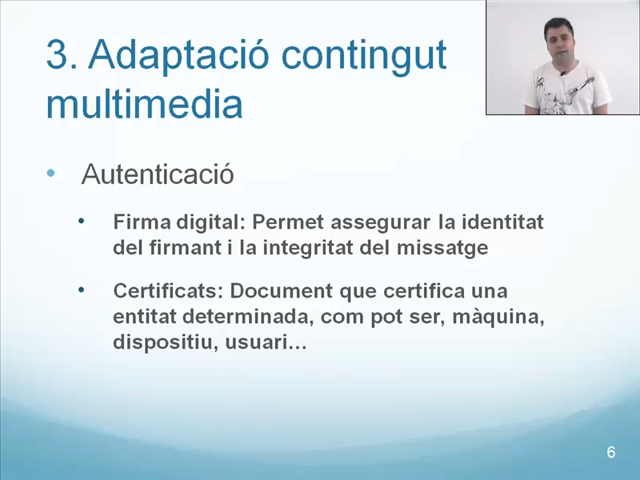 3. Adaptació contingut
multimedia
• Autenticació
• Firma digital: Permet assegurar la identitat
del firmant i la integritat del missatge
• Certificats: Document que certifica una
entitat determinada, com pot ser, màquina,
dispositiu, usuari...
6